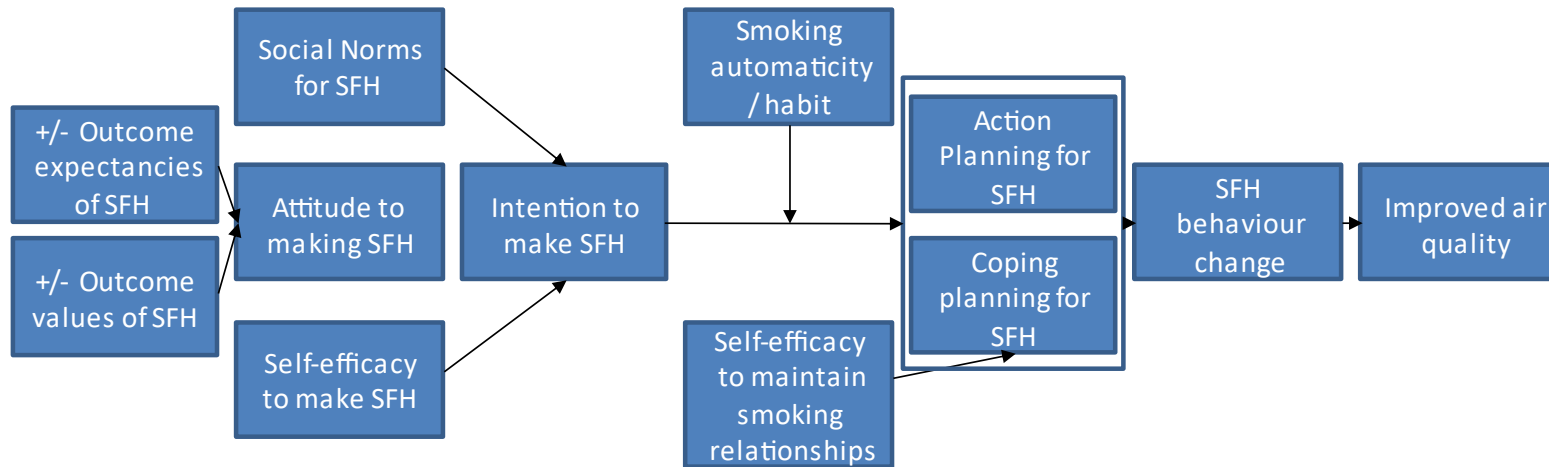 +/- Outcome
expectancies
of SFH
+/- Outcome
values of SFH
Social Norms
for SFH
Attitude to
making SFH
Self-efficacy
to make SFH
Intention to
make SFH
Smoking
automaticity
/ habit
Self-efficacy
to maintain
smoking
relationships
Action
Planning for
SFH
Coping
planning for
SFH
SFH
behaviour
change
Improved air
quality